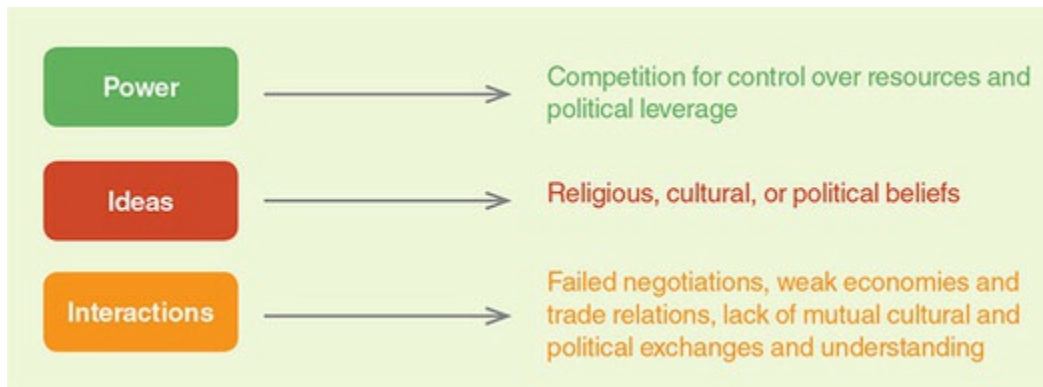 Power
Competition for control over resources and
political leverage
Ideas
Religious, cultural, or political beliefs
Interactions
Failed negotiations, weak economies and
trade relations, lack of mutual cultural and
political exchanges and understanding